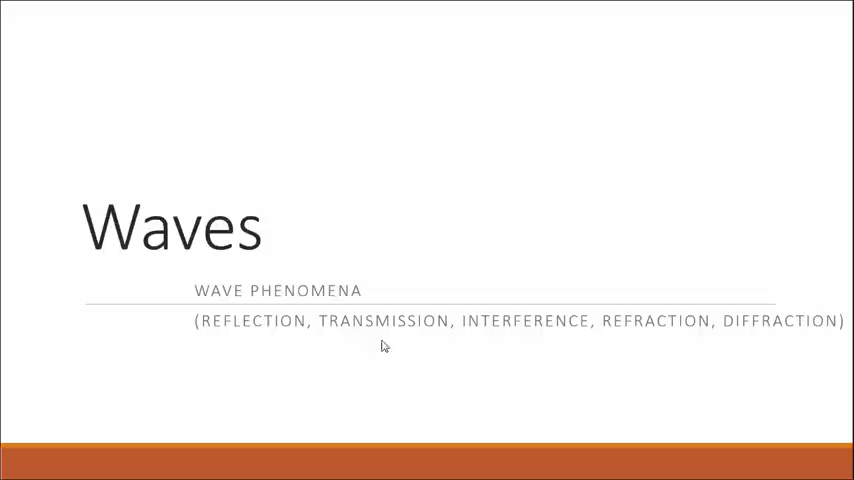 Waves
WAVE PHENOMENA
(REFLECTION, TRANSMISSION, INTERFERENCE, REFRACTION, DIFFRACTION)